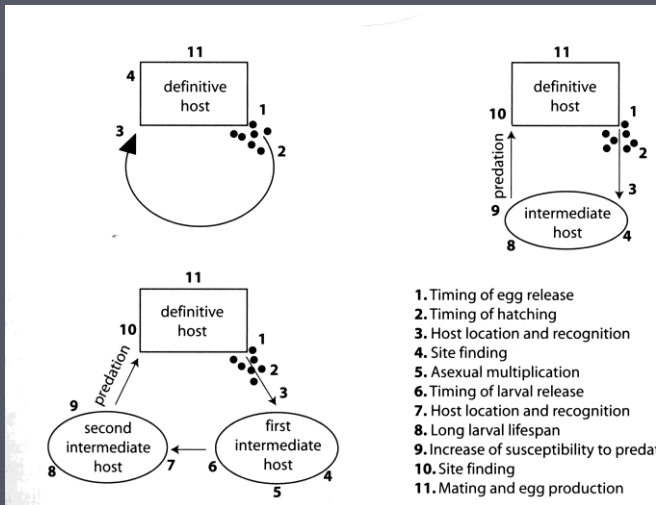 11
4
definitive
host
1
3
2
11
definitive
host
1
10
2
predation
3
9
intermediate
host
4
8
11
definitive
host
10
1
2
predation
3
9
second
intermediate
host
8
7
first
intermediate
host
6
4
5
1. Timing of egg release
2. Timing of hatching
3. Host location and recognition
4. Site finding
5. Asexual multiplication
6. Timing of larval release
7. Host location and recognition
8. Long larval lifespan
9. Increase of susceptibility to predat
10. Site finding
11. Mating and egg production